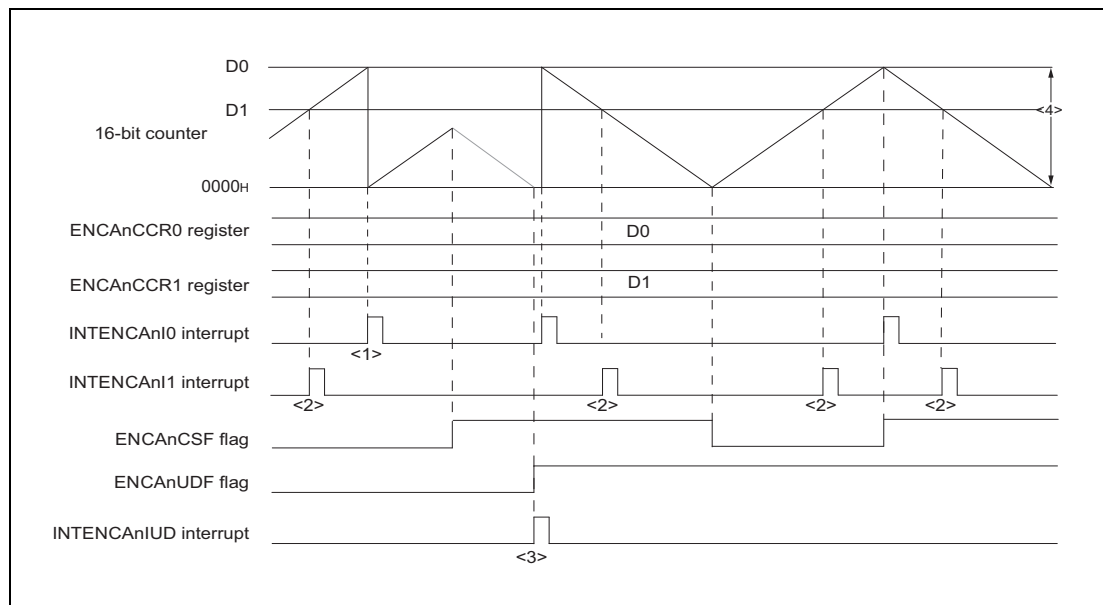 D0
D1
<4>
16-bit counter
0000H
ENCAnCCR0 register
D0
ENCAnCCR1 register
D1
INTENCAnI0 interrupt
<1>
INTENCAnI1 interrupt
<2> <2> <2> <2>
ENCAnCSF flag
ENCAnUDF flag
INTENCAnIUD interrupt
<3>